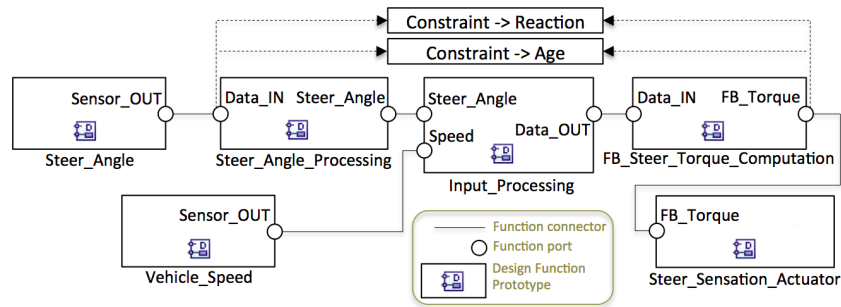 Constraint -> Reaction
Constraint -> Age
Sensor_OUT
D
Steer_Angle
Data_IN
Steer_Angle
D
Steer_Angle_Processing
Steer_Angle
Speed
Data_OUT
D
Input_Processing
Data_IN
FB_Torque
D
FB_Steer_Torque_Computation
Sensor_OUT
D
Vehicle_Speed
FB_Torque
D
Steer_Sensation_Actuator
Function connector
Function port
D
Design Function
Prototype